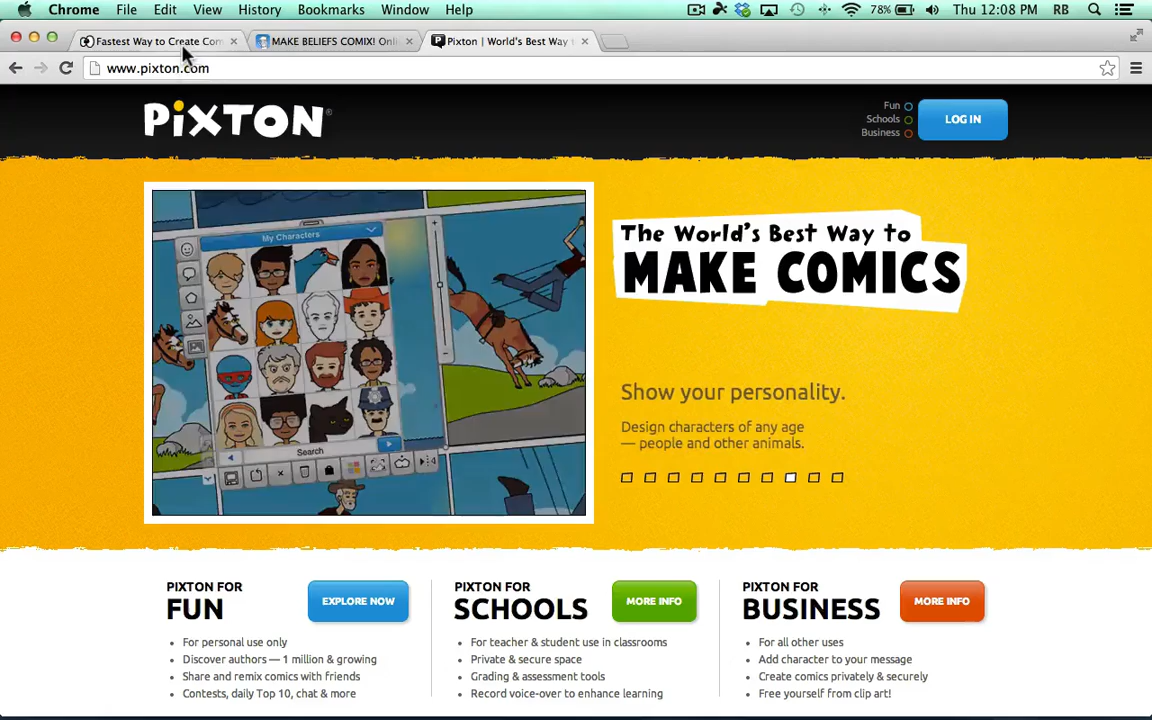 Chrome File Edit View History Bookmarks Window Help 78% Thu 12:08 PM RB
Fastest Way to Create Com MAKE BELIEFS COMIX! Onli Pixton | World's Best Way
www.pixton.com
PiXTON®
Fun
Schools
Business
LOG IN
My Characters
Search
The World's Best Way to
MAKE COMICS
Show your personality.
Design characters of any age
— people and other animals.
PIXTON FOR
FUN
EXPLORE NOW
• For personal use only
• Discover authors — 1 million & growing
• Share and remix comics with friends
• Contests, daily Top 10, chat & more
PIXTON FOR
SCHOOLS
MORE INFO
• For teacher & student use in classrooms
• Private & secure space
• Grading & assessment tools
• Record voice-over to enhance learning
PIXTON FOR
BUSINESS
MORE INFO
• For all other uses
• Add character to your message
• Create comics privately & securely
• Free yourself from clip art!